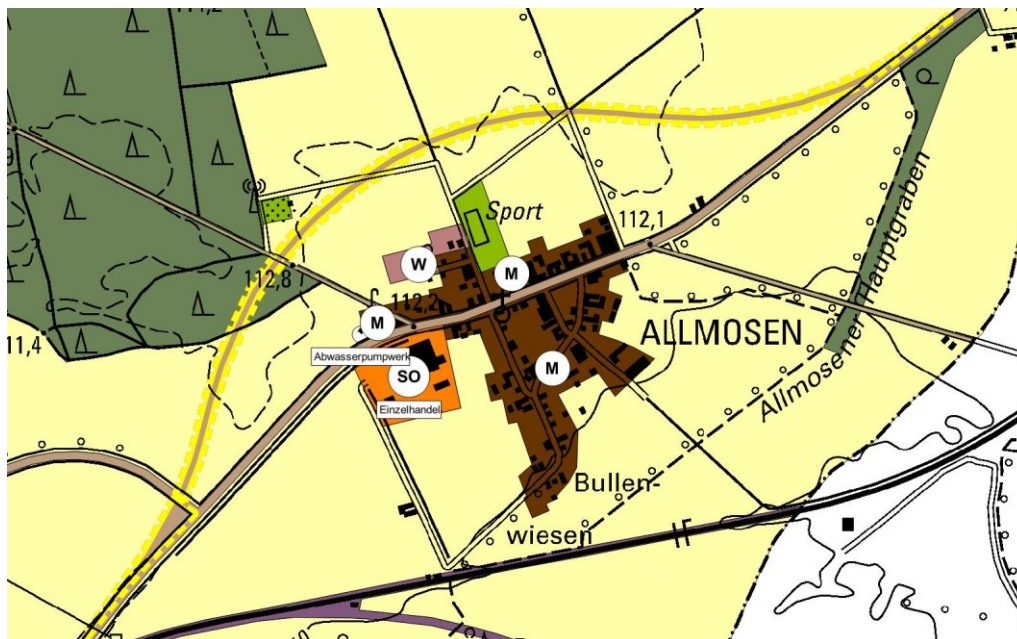 Sport
112,1
W
M
112,8
112,2
11,4
M
ALLMOSEN
Abwasserpumpwerk
SO
M
Einzelhandel
Allmosener Hauptgraben
Bullen-
wiesen